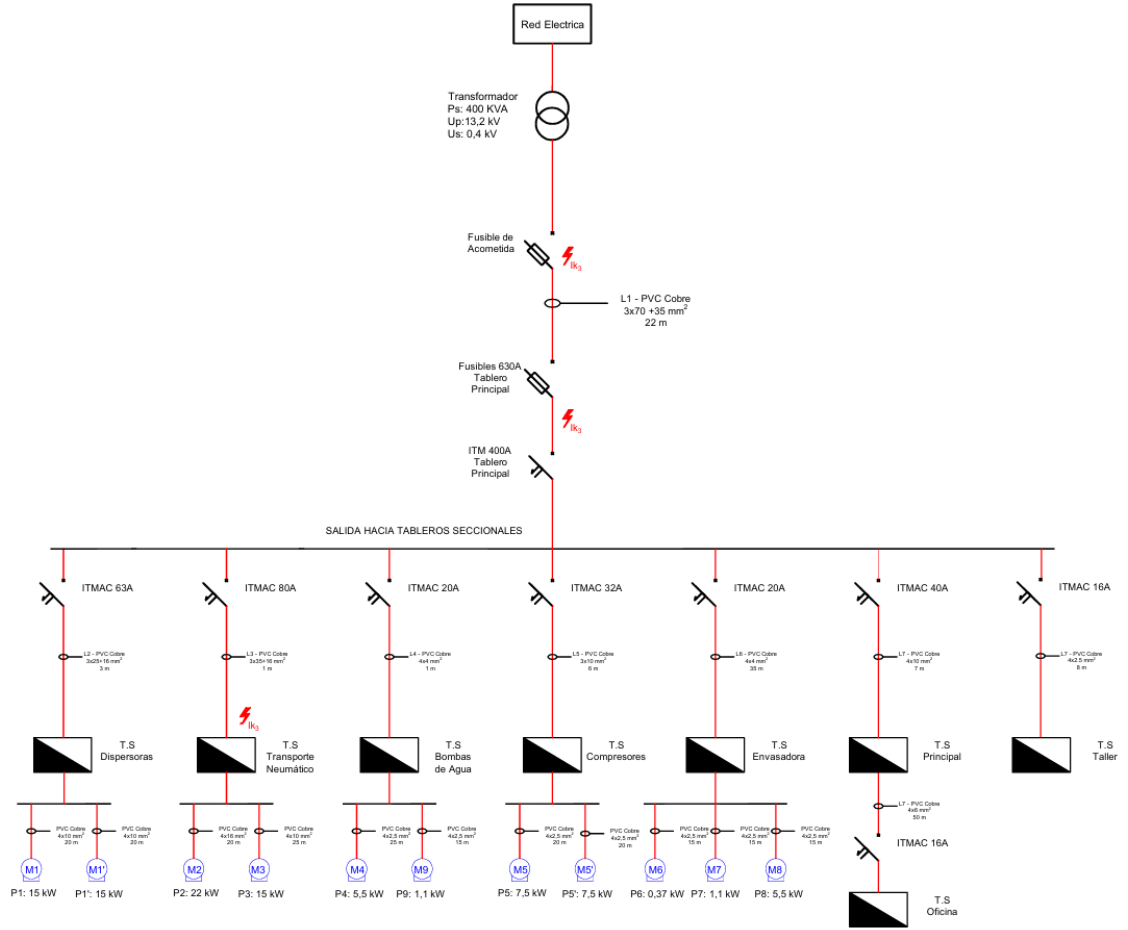 Red Electrica
Transformador
Ps: 400 KVA
Up:13,2 kV
Us: 0,4 kV
Fusible de
Acometida
Ik3
L1 - PVC Cobre
3x70 +35 mm2
22 m
Fusibles 630A
Tablero
Principal
Ik3
ITM 400A
Tablero
Principal
SALIDA HACIA TABLEROS SECCIONALES
ITMAC 63A
ITMAC 80A
ITMAC 20A
ITMAC 32A
ITMAC 20A
ITMAC 40A
ITMAC 16A
L2 - PVC Cobre
3x25+16 mm2
3 m
L3 - PVC Cobre
3x35+16 mm2
1 m
L4 - PVC Cobre
4x4 mm2
1 m
L5 - PVC Cobre
3x10 mm2
6 m
L6 - PVC Cobre
4x4 mm2
35 m
L7 - PVC Cobre
4x10 mm2
7 m
L7 - PVC Cobre
4x2.5 mm2
8 m
Ik3
T.S
Dispersoras
T.S
Transporte
Neumático
T.S
Bombas
de Agua
T.S
Compresores
T.S
Envasadora
T.S
Principal
T.S
Taller
PVC Cobre
4x10 mm2
20 m
PVC Cobre
4x10 mm2
20 m
PVC Cobre
4x16 mm2
20 m
PVC Cobre
4x10 mm2
25 m
PVC Cobre
4x2,5 mm2
25 m
PVC Cobre
4x2,5 mm2
15 m
PVC Cobre
4x2,5 mm2
20 m
PVC Cobre
4x2,5 mm2
20 m
PVC Cobre
4x2,5 mm2
15 m
PVC Cobre
4x2,5 mm2
15 m
PVC Cobre
4x2,5 mm2
15 m
L7 - PVC Cobre
4x6 mm2
50 m
ITMAC 16A
M1
M1'
M2
M3
M4
M9
M5
M5'
M6
M7
M8
P1: 15 kW
P1': 15 kW
P2: 22 kW
P3: 15 kW
P4: 5,5 kW
P9: 1,1 kW
P5: 7,5 kW
P5': 7,5 kW
P6: 0,37 kW
P7: 1,1 kW
P8: 5,5 kW
T.S
Oficina